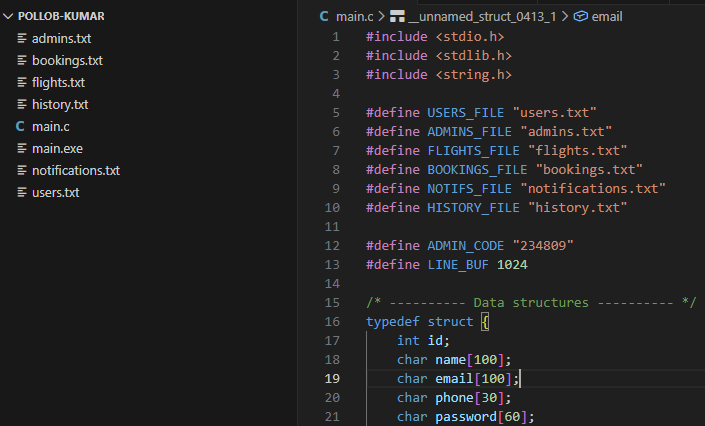 POLLOB-KUMAR
admins.txt
bookings.txt
flights.txt
history.txt
C main.c
main.exe
notifications.txt
users.txt
C main.c > __unnamed_struct_0413_1 > email
1 #include <stdio.h>
2 #include <stdlib.h>
3 #include <string.h>
4
5 #define USERS_FILE "users.txt"
6 #define ADMINS_FILE "admins.txt"
7 #define FLIGHTS_FILE "flights.txt"
8 #define BOOKINGS_FILE "bookings.txt"
9 #define NOTIFS_FILE "notifications.txt"
10 #define HISTORY_FILE "history.txt"
11
12 #define ADMIN_CODE "234809"
13 #define LINE_BUF 1024
14
15 /* ---------- Data structures ---------- */
16 typedef struct {
17     int id;
18     char name[100];
19     char email[100];
20     char phone[30];
21     char password[60];